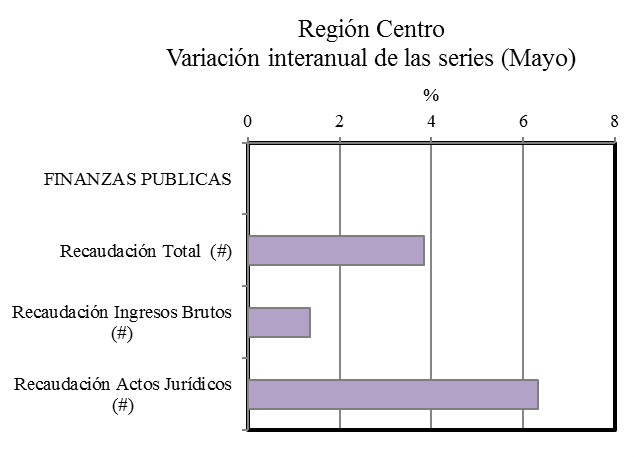 Región Centro
Variación interanual de las series (Mayo)
%
0 2 4 6 8
FINANZAS PUBLICAS
Recaudación Total (#)
Recaudación Ingresos Brutos
(#)
Recaudación Actos Jurídicos
(#)